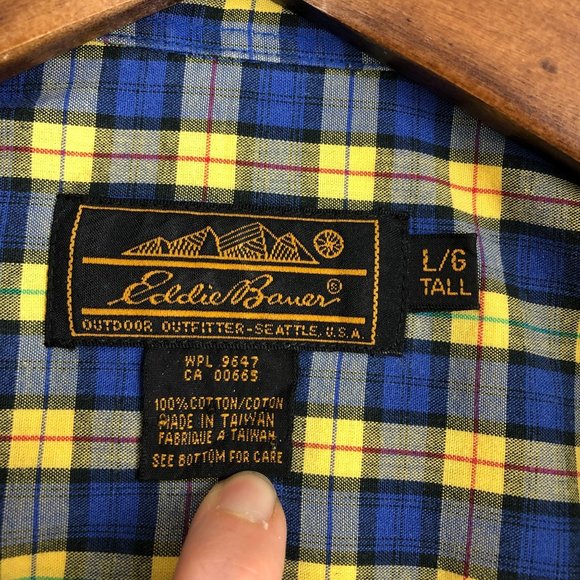 Eddie Bauer®
OUTDOOR OUTFITTER-SEATTLE, U.S.A.
L/G
TALL
WPL 9647
CA 00665
100% COTTON/COTON
MADE IN TAIWAN
FABRIQUE A TAIWAN
SEE BOTTOM FOR CARE